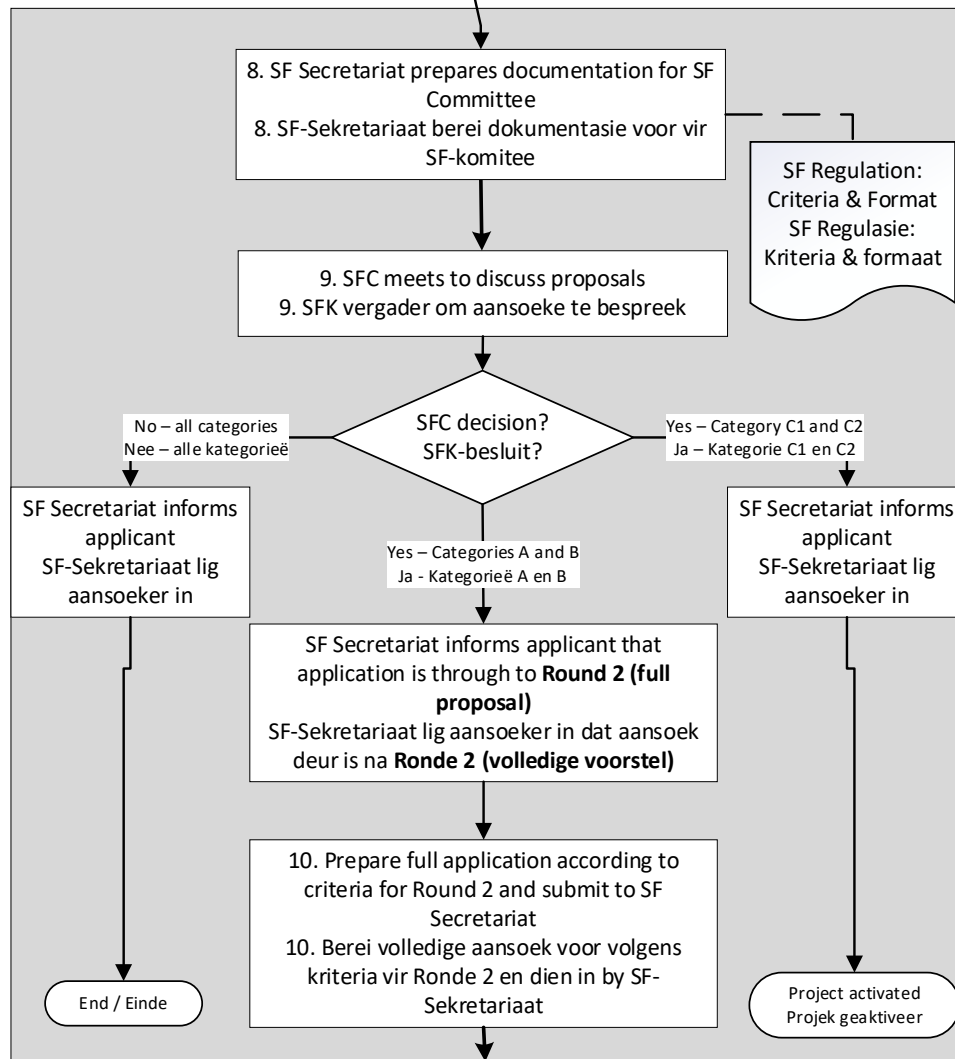 8. SF Secretariat prepares documentation for SF
Committee
8. SF-Sekretariaat berei dokumentasie voor vir
SF-komitee
SF Regulation:
Criteria & Format
SF Regulasie:
Kriteria & formaat
9. SFC meets to discuss proposals
9. SFK vergader om aansoeke te bespreek
SFC decision?
SFK-besluit?
No – all categories
Nee – alle kategorieë
Yes – Category C1 and C2
Ja – Kategorie C1 en C2
SF Secretariat informs
applicant
SF-Sekretariaat lig
aansoeker in
Yes – Categories A and B
Ja - Kategorieë A en B
SF Secretariat informs
applicant
SF-Sekretariaat lig
aansoeker in
SF Secretariat informs applicant that
application is through to Round 2 (full
proposal)
SF-Sekretariaat lig aansoeker in dat aansoek
deur is na Ronde 2 (volledige voorstel)
10. Prepare full application according to
criteria for Round 2 and submit to SF
Secretariat
10. Berei volledige aansoek voor volgens
kriteria vir Ronde 2 en dien in by SF-
Sekretariaat
End / Einde
Project activated
Projek geaktiveer